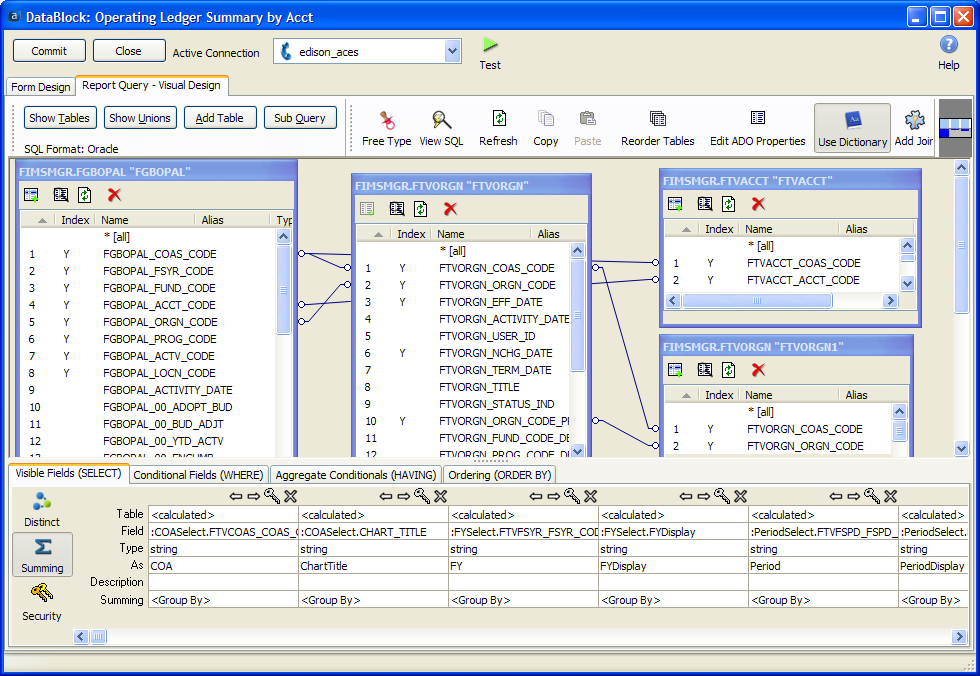 DataBlock: Operating Ledger Summary by Acct
Commit Close Active Connection edison_aces Test Help
Form Design Report Query - Visual Design
Show Tables Show Unions Add Table Sub Query
SQL Format: Oracle
Free Type View SQL Refresh Copy Paste Reorder Tables Edit ADO Properties Use Dictionary Add Join
FIMSMGR.FGBOPAL "FGBOPAL"
Index Name Alias Typ
* [all]
1 Y FGBOPAL_COAS_CODE
2 Y FGBOPAL_FSYR_CODE
3 Y FGBOPAL_FUND_CODE
4 Y FGBOPAL_ACCT_CODE
5 Y FGBOPAL_ORGN_CODE
6 Y FGBOPAL_PROG_CODE
7 Y FGBOPAL_ACTV_CODE
8 Y FGBOPAL_LOCN_CODE
9 FGBOPAL_ACTIVITY_DATE
10 FGBOPAL_00_ADOPT_BUD
11 FGBOPAL_00_BUD_ADJT
12 FGBOPAL_00_YTD_ACTV
FIMSMGR.FTVORGN "FTVORGN"
Index Name Alias
* [all]
1 Y FTVORGN_COAS_CODE
2 Y FTVORGN_ORGN_CODE
3 Y FTVORGN_EFF_DATE
4 FTVORGN_ACTIVITY_DATE
5 FTVORGN_USER_ID
6 Y FTVORGN_NCHG_DATE
7 FTVORGN_TERM_DATE
8 FTVORGN_TITLE
9 FTVORGN_STATUS_IND
10 Y FTVORGN_ORGN_CODE_PR
11 FTVORGN_FUND_CODE_DE
12 FTVORGN_PROG_CODE_DE
FIMSMGR.FTVACCT "FTVACCT"
Index Name Alias
* [all]
1 Y FTVACCT_COAS_CODE
2 Y FTVACCT_ACCT_CODE
FIMSMGR.FTVORGN "FTVORGN1"
Index Name Alias
* [all]
1 Y FTVORGN_COAS_CODE
2 Y FTVORGN_ORGN_CODE
Visible Fields (SELECT) Conditional Fields (WHERE) Aggregate Conditionals (HAVING) Ordering (ORDER BY)
Distinct
Summing
Security
Table <calculated> <calculated> <calculated> <calculated> <calculated> <calculated>
Field :COASelect.FTVCOAS_COAS_C :COASelect.CHART_TITLE :FYSelect.FTVFSYR_FSYR_COD :FYSelect.FYDisplay :PeriodSelect.FTVFSPD_FSPD_ :PeriodSelect.
Type string string string string string string
As COA ChartTitle FY FYDisplay Period PeriodDisplay
Description
Summing <Group By> <Group By> <Group By> <Group By> <Group By> <Group By>